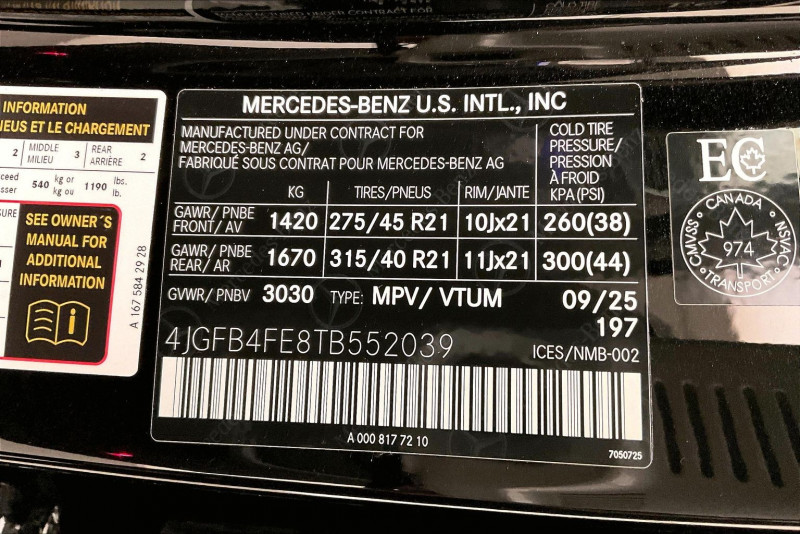 INFORMATION
NEUS ET LE CHARGEMENT
2 MIDDLE MILIEU 3 REAR ARRIÈRE 2
540 kg or kg ou 1190 lbs. lb.
SEE OWNER´S
MANUAL FOR
ADDITIONAL
INFORMATION
A 167 584 29 28
MERCEDES-BENZ U.S. INTL., INC
MANUFACTURED UNDER CONTRACT FOR
MERCEDES-BENZ AG/
FABRIQUÉ SOUS CONTRAT POUR MERCEDES-BENZ AG
COLD TIRE
PRESSURE/
PRESSION
À FROID
KPA(PSI)
KG TIRES/PNEUS RIM/JANTE
GAWR/PNBE FRONT/AV 1420 275/45 R21 10Jx21 260(38)
GAWR/PNBE REAR/AR 1670 315/40 R21 11Jx21 300(44)
GVWR/PNBV 3030 TYPE: MPV/VTUM 09/25
197
4JGFB4FE8TB552039 ICES/NMB-002
A 000 817 72 10
7050725
EC
CANADA
CMVSS 974 NSVAC
TRANSPORT